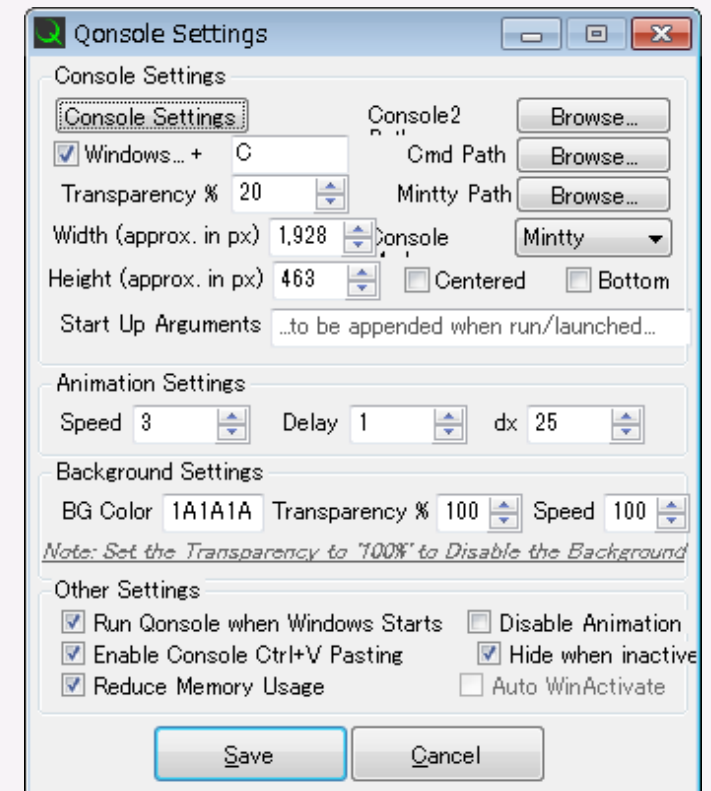 Qonsole Settings
Console Settings
Console Settings Console2 Browse...
Windows... + C Cmd Path Browse...
Transparency % 20 Mintty Path Browse...
Width (approx. in px) 1,928 Console Mintty
Height (approx. in px) 463 Centered Bottom
Start Up Arguments ...to be appended when run/launched...
Animation Settings
Speed 3 Delay 1 dx 25
Background Settings
BG Color 1A1A1A Transparency % 100 Speed 100
Note: Set the Transparency to '100%' to Disable the Background
Other Settings
Run Qonsole when Windows Starts Disable Animation
Enable Console Ctrl+V Pasting Hide when inactive
Reduce Memory Usage Auto WinActivate
Save Cancel